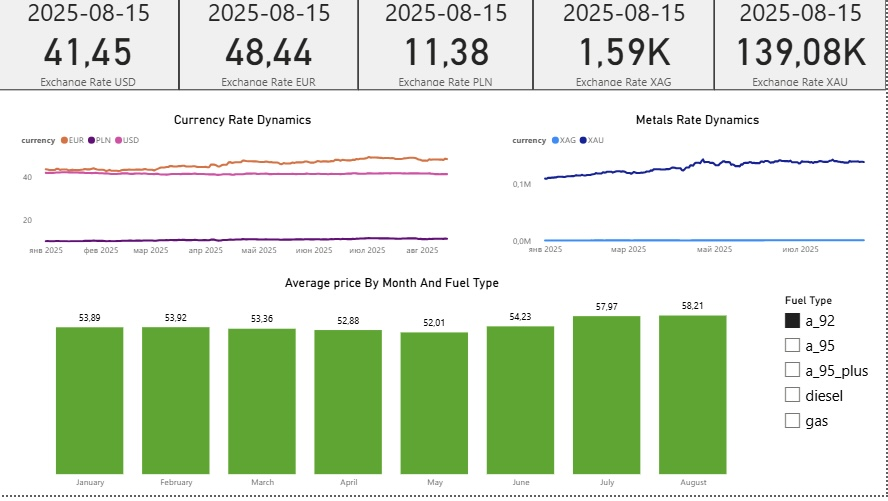 2025-08-15 2025-08-15 2025-08-15 2025-08-15 2025-08-15
41,45 48,44 11,38 1,59K 139,08K
Exchange Rate USD Exchange Rate EUR Exchange Rate PLN Exchange Rate XAG Exchange Rate XAU
Currency Rate Dynamics
currency EUR PLN USD
40
20
янв 2025 фев 2025 мар 2025 апр 2025 май 2025 июн 2025 июл 2025 авг 2025
Metals Rate Dynamics
currency XAG XAU
0,1M
0,0M
янв 2025 мар 2025 май 2025 июл 2025
Average price By Month And Fuel Type
53,89 53,92 53,36 52,88 52,01 54,23 57,97 58,21
January February March April May June July August
Fuel Type
a_92
a_95
a_95_plus
diesel
gas